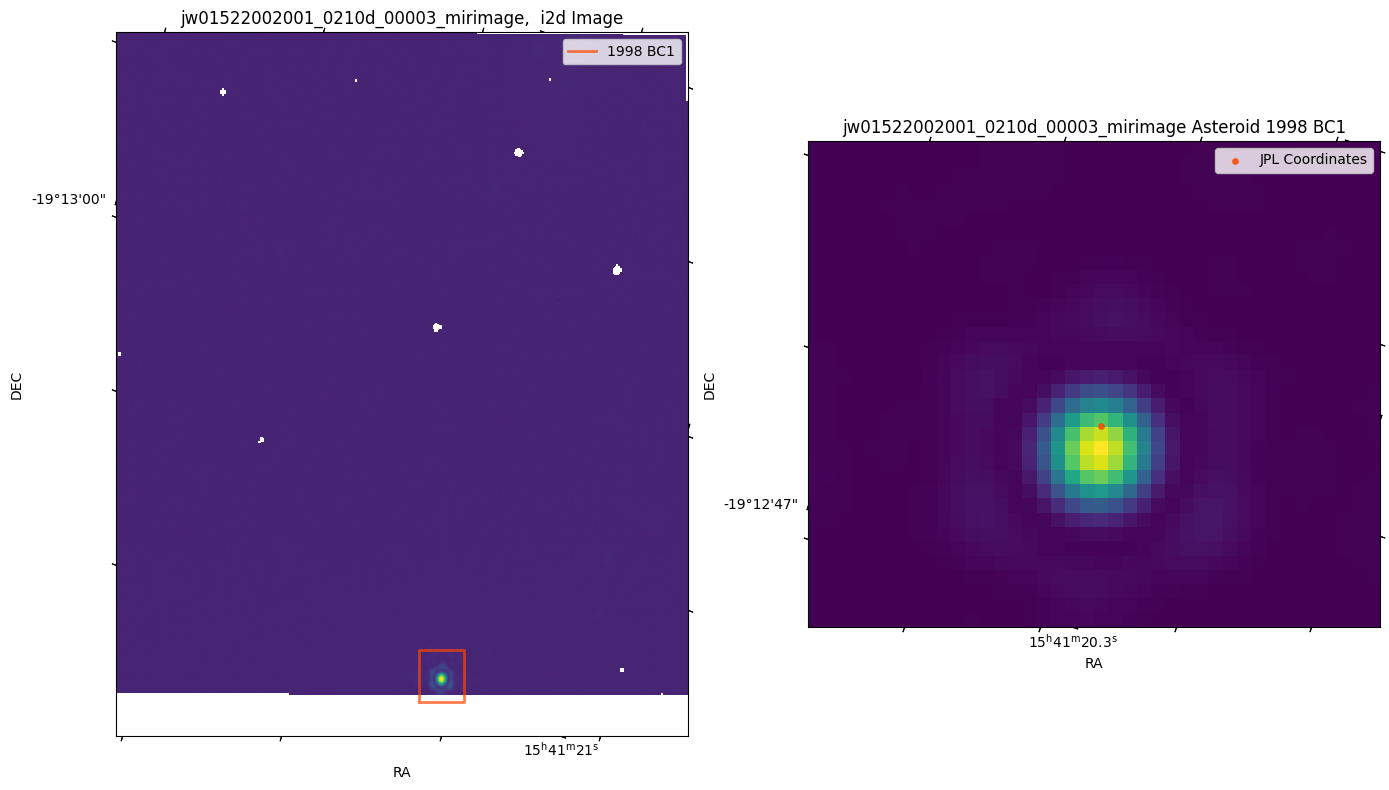 jw01522002001_0210d_00003_mirimage,  i2d Image
1998 BC1
-19°13'00"
DEC
15ʰ41ᵐ21ˢ
RA
jw01522002001_0210d_00003_mirimage Asteroid 1998 BC1
JPL Coordinates
DEC
-19°12'47"
15ʰ41ᵐ20.3ˢ
RA